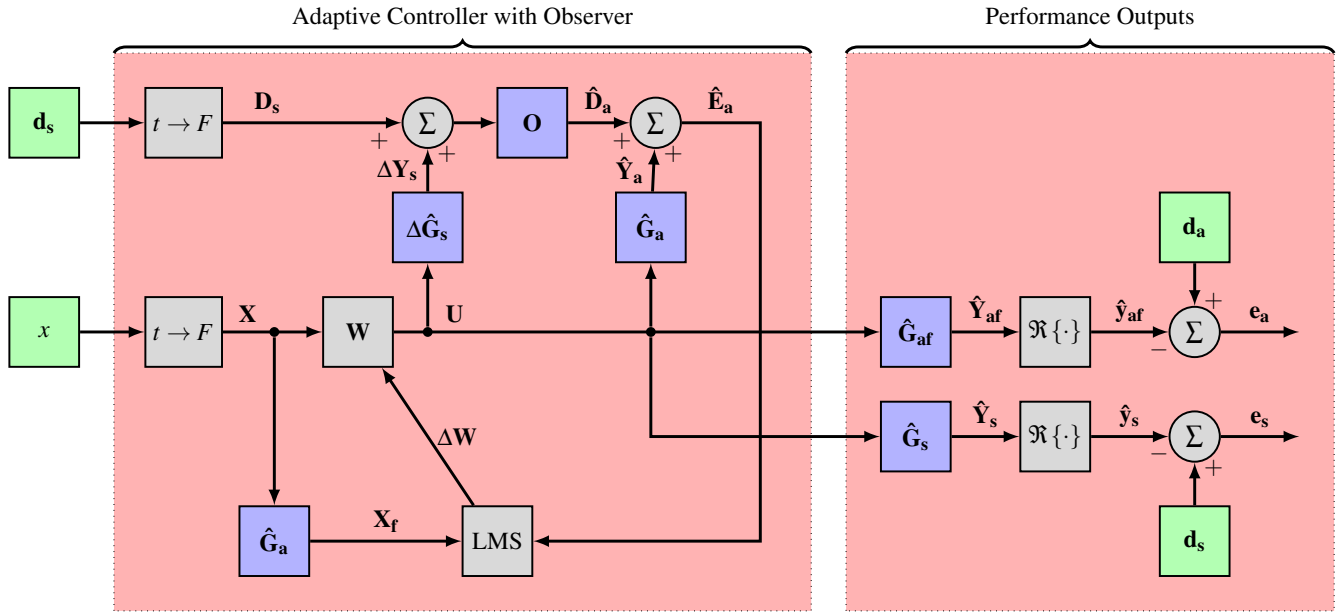 Adaptive Controller with Observer
Performance Outputs
d_s
t → F
D_s
+
Σ
+
O
D̂_a
+
Σ
+
Ê_a
ΔY_s
Ŷ_a
ΔĜ_s
Ĝ_a
d_a
x
t → F
X
W
U
Ĝ_af
Ŷ_af
ℜ{·}
ŷ_af
−
Σ
+
e_a
Ĝ_s
Ŷ_s
ℜ{·}
ŷ_s
−
Σ
+
e_s
ΔW
Ĝ_a
X_f
LMS
d_s